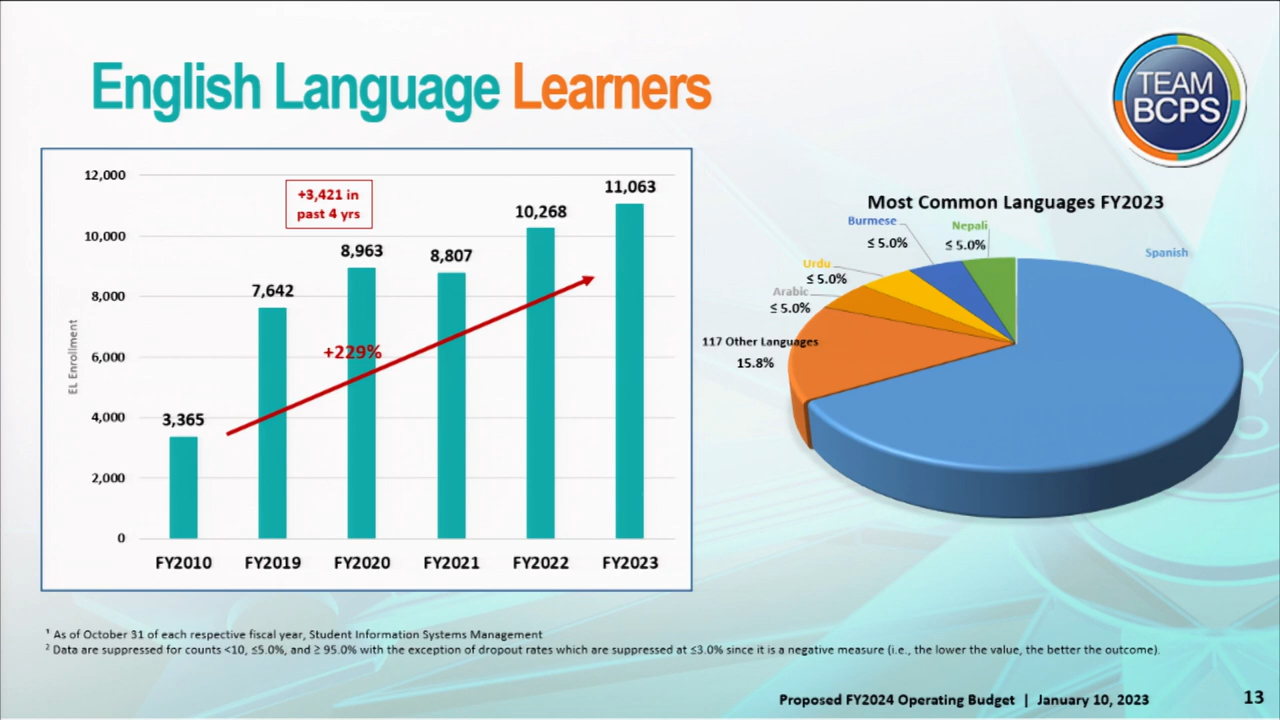 English Language Learners
TEAM
BCPS
12,000
10,000
8,000
6,000
4,000
2,000
0
EL Enrollment
+3,421 in
past 4 yrs
3,365
7,642
8,963
8,807
10,268
11,063
+229%
FY2010
FY2019
FY2020
FY2021
FY2022
FY2023
Most Common Languages FY2023
Burmese
≤ 5.0%
Nepali
≤ 5.0%
Spanish
Urdu
≤ 5.0%
Arabic
≤ 5.0%
117 Other Languages
15.8%
¹ As of October 31 of each respective fiscal year, Student Information Systems Management
² Data are suppressed for counts <10, ≤5.0%, and ≥ 95.0% with the exception of dropout rates which are suppressed at ≤3.0% since it is a negative measure (i.e., the lower the value, the better the outcome).
Proposed FY2024 Operating Budget | January 10, 2023
13